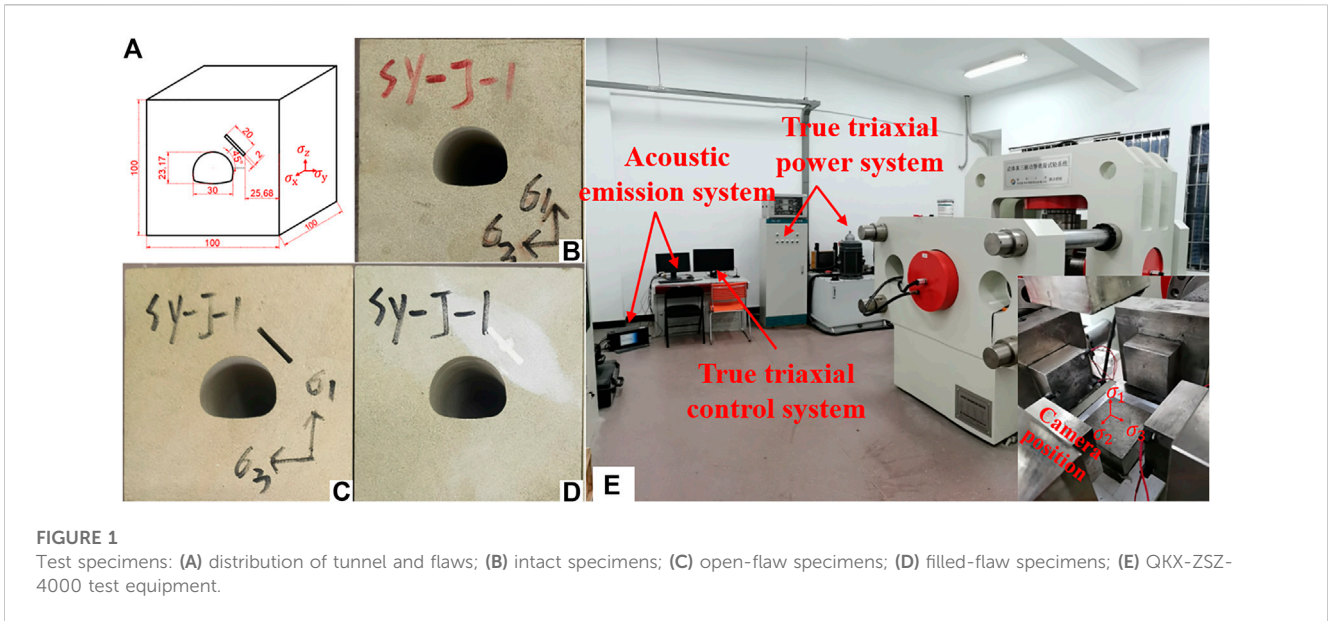 A
100
23,17
30
20
45°
2
25,68
100
100
σz
σx
σy
SY-J-1
σ1
σ3
B
SY-J-1
σ1
σ3
C
SY-J-1
D
Acoustic
emission system
True triaxial
power system
True triaxial
control system
Camera
position
σ1
σ2
σ3
E
FIGURE 1
Test specimens: (A) distribution of tunnel and flaws; (B) intact specimens; (C) open-flaw specimens; (D) filled-flaw specimens; (E) QKX-ZSZ-
4000 test equipment.